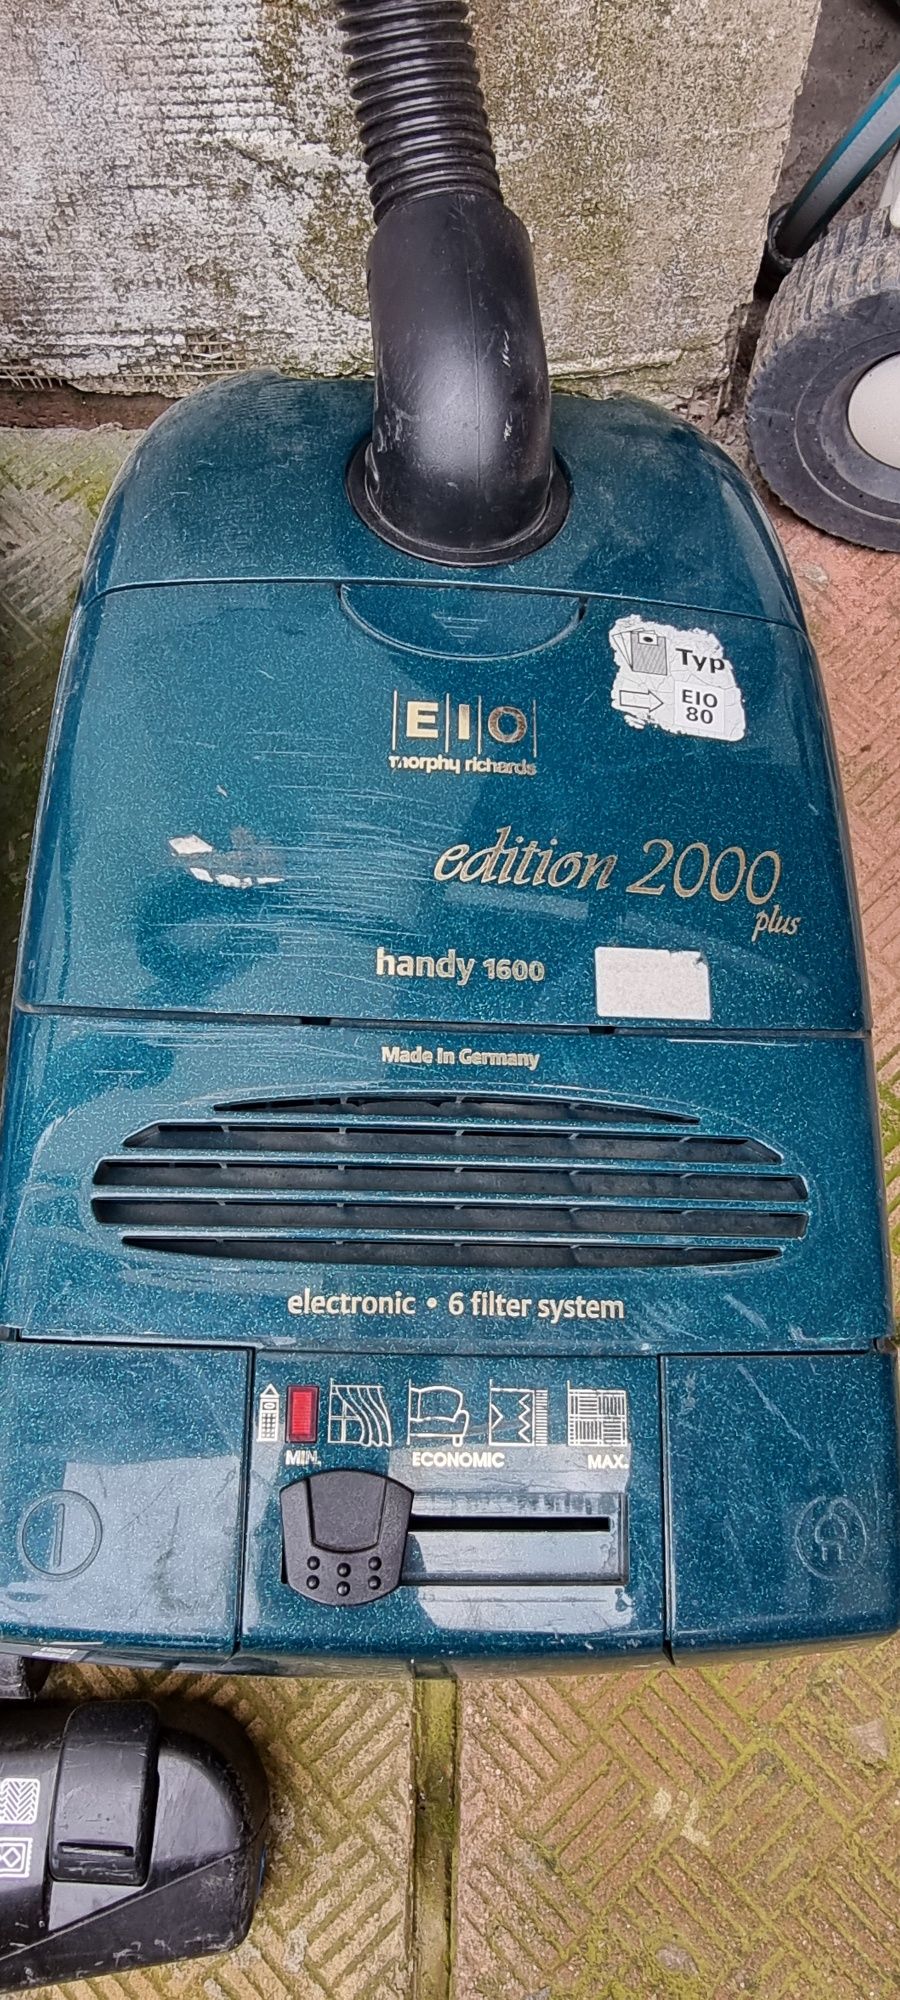 Typ
EIO
80
EIO
morphy richards
edition 2000
plus
handy 1600
Made in Germany
electronic • 6 filter system
MIN. ECONOMIC MAX.